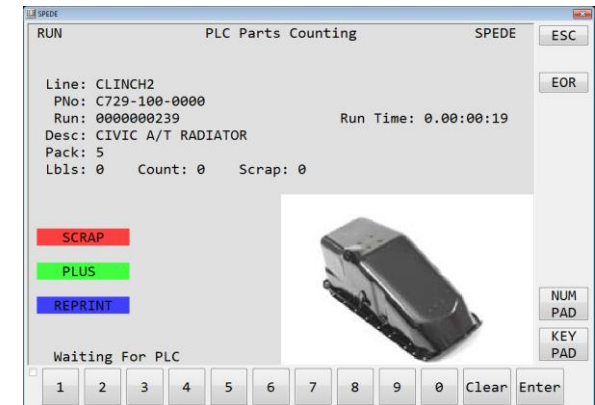 SPEDE
RUN PLC Parts Counting SPEDE ESC
EOR
Line: CLINCH2
PNo: C729-100-0000
Run: 0000000239 Run Time: 0.00:00:19
Desc: CIVIC A/T RADIATOR
Pack: 5
Lbls: 0 Count: 0 Scrap: 0
SCRAP
PLUS
REPRINT
NUM PAD
KEY PAD
Waiting For PLC
1 2 3 4 5 6 7 8 9 0 Clear Enter